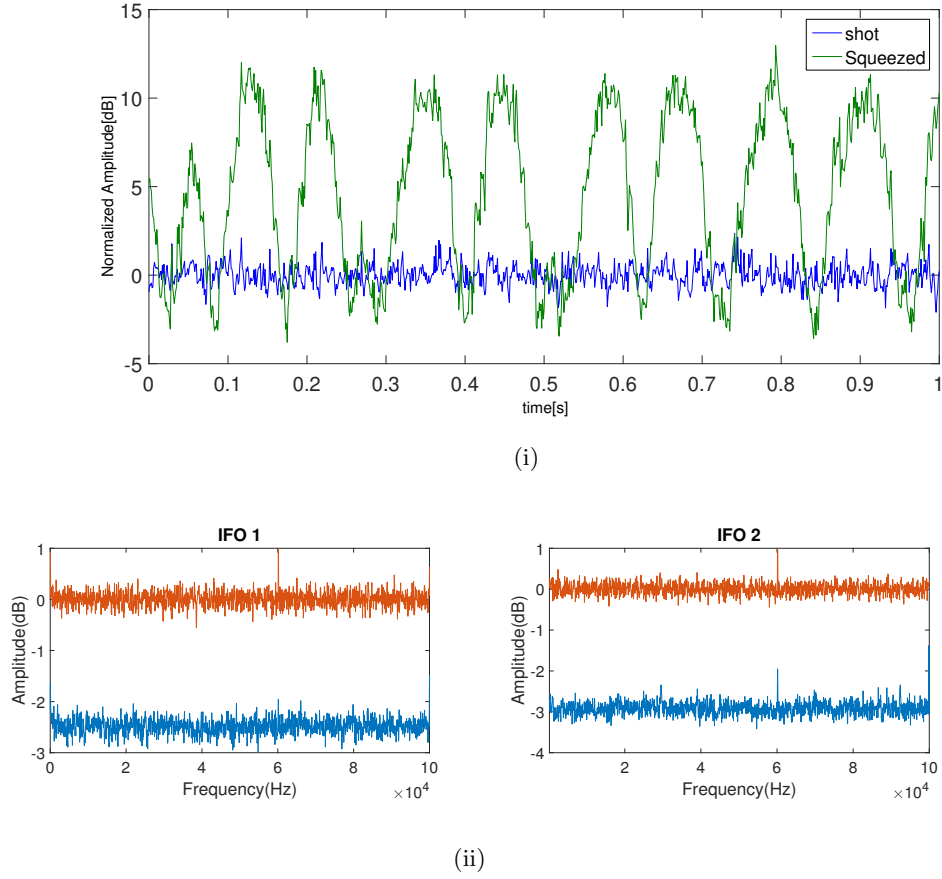 15
10
5
0
-5
Normalized Amplitude[dB]
shot
Squeezed
0 0.1 0.2 0.3 0.4 0.5 0.6 0.7 0.8 0.9 1
time[s]
(i)
IFO 1
1
0
-1
-2
-3
Amplitude(dB)
0 2 4 6 8 10
Frequency(Hz)
×10^4
IFO 2
1
0
-1
-2
-3
-4
Amplitude(dB)
2 4 6 8 10
Frequency(Hz)
×10^4
(ii)